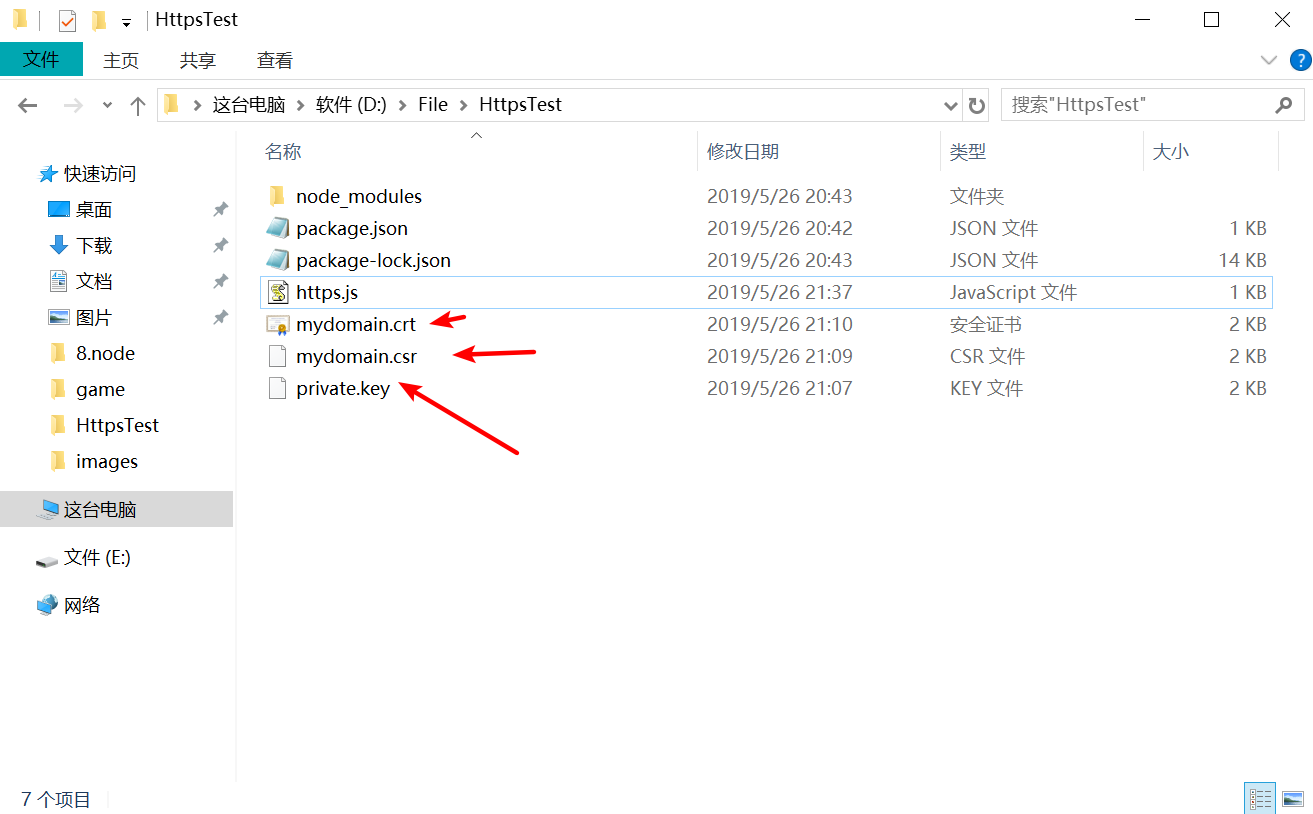 HttpsTest
文件 主页 共享 查看
这台电脑 软件 (D:) File HttpsTest 搜索"HttpsTest"
名称 修改日期 类型 大小
快速访问
桌面
下载
文档
图片
8.node
game
HttpsTest
images
这台电脑
文件 (E:)
网络
node_modules 2019/5/26 20:43 文件夹
package.json 2019/5/26 20:42 JSON 文件 1 KB
package-lock.json 2019/5/26 20:43 JSON 文件 14 KB
https.js 2019/5/26 21:37 JavaScript 文件 1 KB
mydomain.crt 2019/5/26 21:10 安全证书 2 KB
mydomain.csr 2019/5/26 21:09 CSR 文件 2 KB
private.key 2019/5/26 21:07 KEY 文件 2 KB
7 个项目